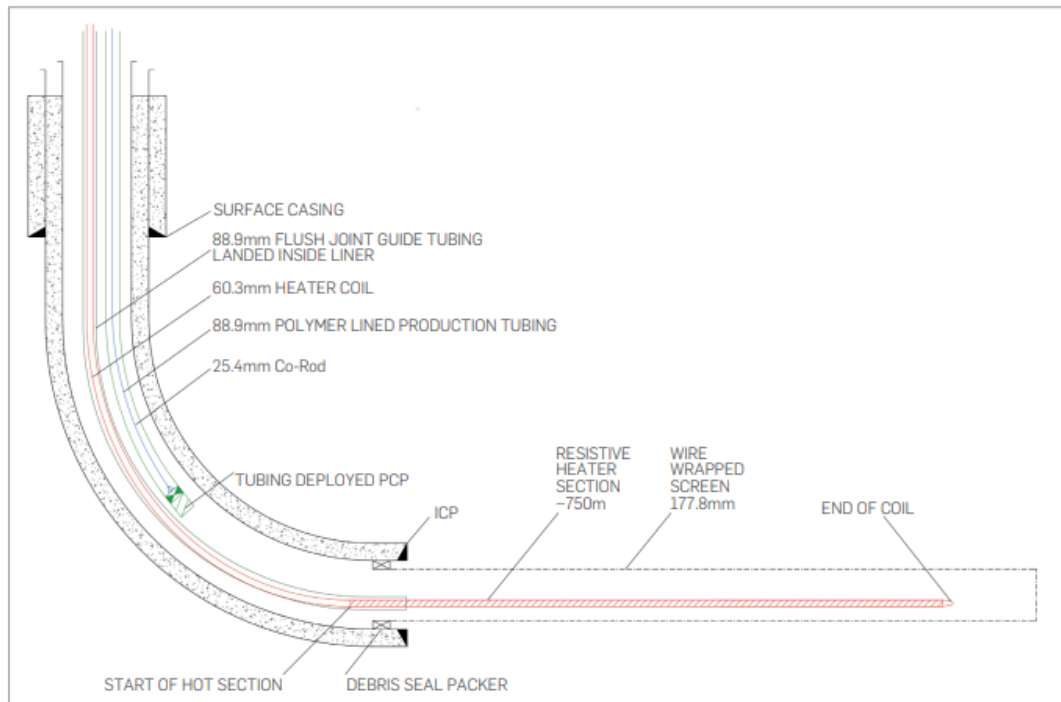 SURFACE CASING
88.9mm FLUSH JOINT GUIDE TUBING
LANDED INSIDE LINER
60.3mm HEATER COIL
88.9mm POLYMER LINED PRODUCTION TUBING
25.4mm Co-Rod
TUBING DEPLOYED PCP
ICP
RESISTIVE
HEATER
SECTION
~750m
WIRE
WRAPPED
SCREEN
177.8mm
END OF COIL
START OF HOT SECTION
DEBRIS SEAL PACKER